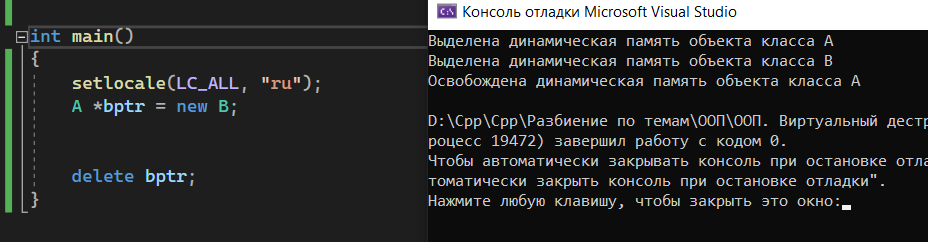 int main()
{
setlocale(LC_ALL, "ru");
A *bptr = new B;
delete bptr;
}
Консоль отладки Microsoft Visual Studio
Выделена динамическая память объекта класса A
Выделена динамическая память объекта класса B
Освобождена динамическая память объекта класса A
D:\Cpp\Cpp\Разбиение по темам\ООП\ООП. Виртуальный дестр
роцесс 19472) завершил работу с кодом 0.
Чтобы автоматически закрывать консоль при остановке отла
томатически закрыть консоль при остановке отладки".
Нажмите любую клавишу, чтобы закрыть это окно: